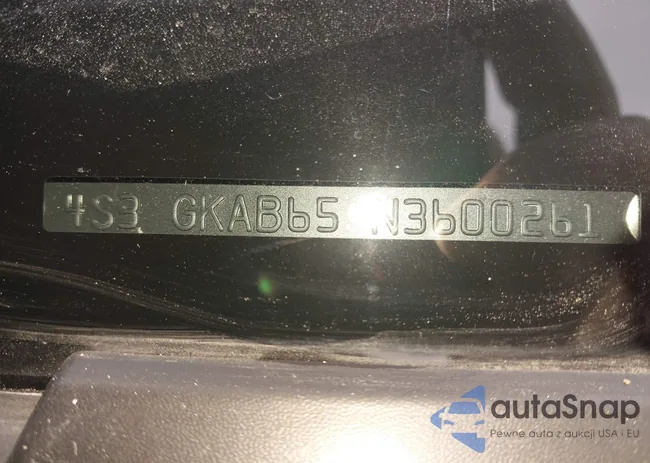 4S3 GKAB65 N3600261
autaSnap
Pewne auta z aukcji USA i EU